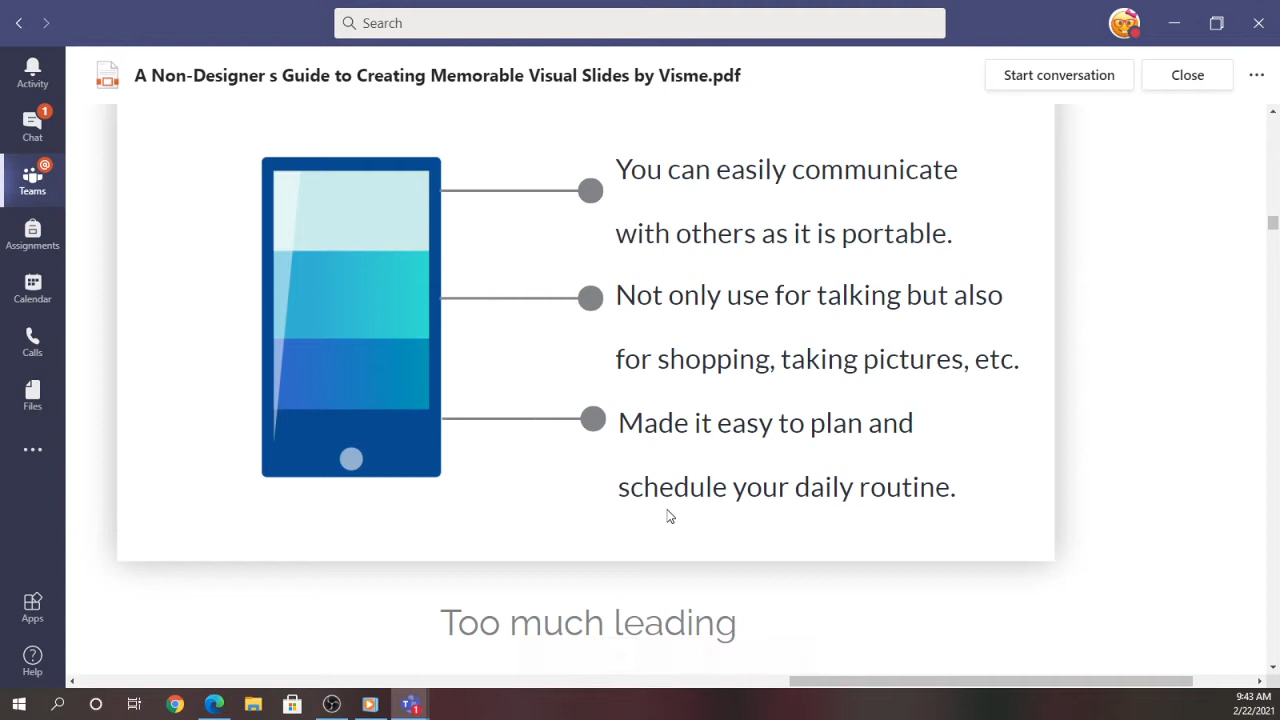 Search
Activity
Chat
1
Teams
@
Assignments
Calendar
Calls
Files
Apps
Help
A Non-Designer s Guide to Creating Memorable Visual Slides by Visme.pdf
Start conversation
Close
You can easily communicate
with others as it is portable.
Not only use for talking but also
for shopping, taking pictures, etc.
Made it easy to plan and
schedule your daily routine.
Too much leading
9:43 AM
2/22/2021